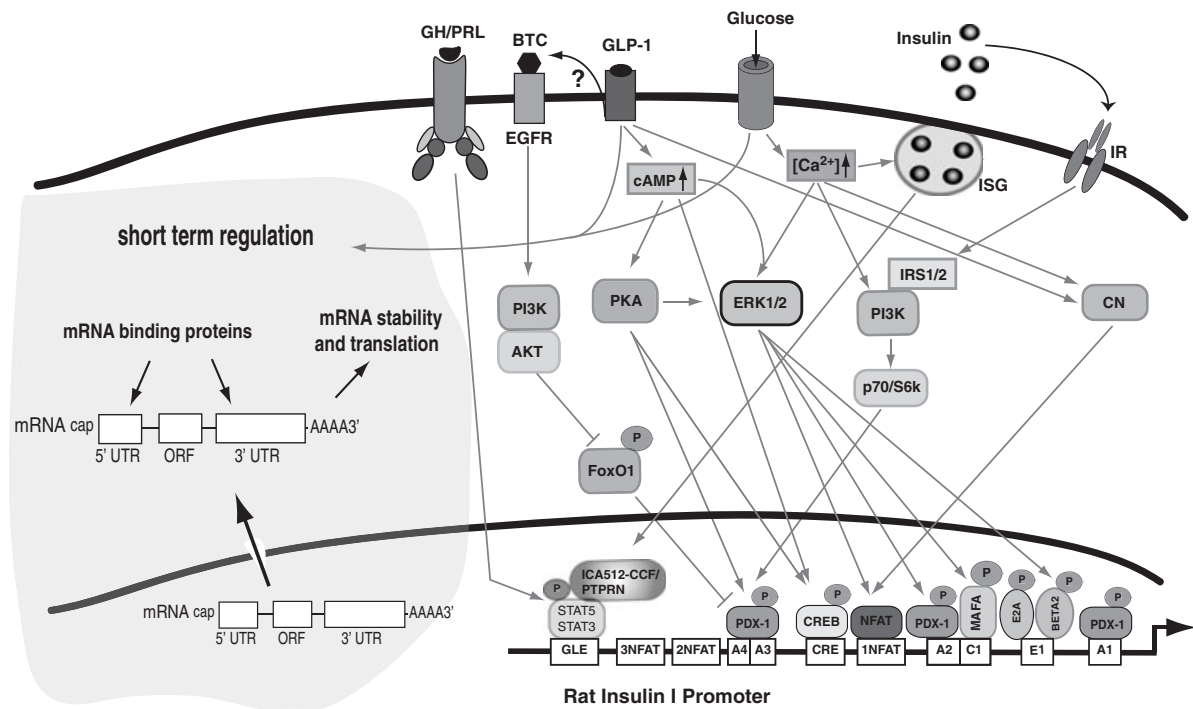 Glucose
GH/PRL
BTC
GLP-1
Insulin
?
EGFR
IR
[Ca2+]
cAMP
ISG
short term regulation
IRS1/2
PI3K
PKA
ERK1/2
PI3K
CN
mRNA binding proteins
mRNA stability
and translation
AKT
p70/S6k
mRNA cap
AAAA3'
5' UTR
ORF
3' UTR
P
FoxO1
ICA512-CCF/
PTPRN
P
STAT5
STAT3
P
PDX-1
P
CREB
NFAT
P
PDX-1
P
MAFA
P
E2A
P
BETA2
P
PDX-1
mRNA cap
AAAA3'
5' UTR
ORF
3' UTR
GLE
3NFAT
2NFAT
A4
A3
CRE
1NFAT
A2
C1
E1
A1
Rat Insulin I Promoter